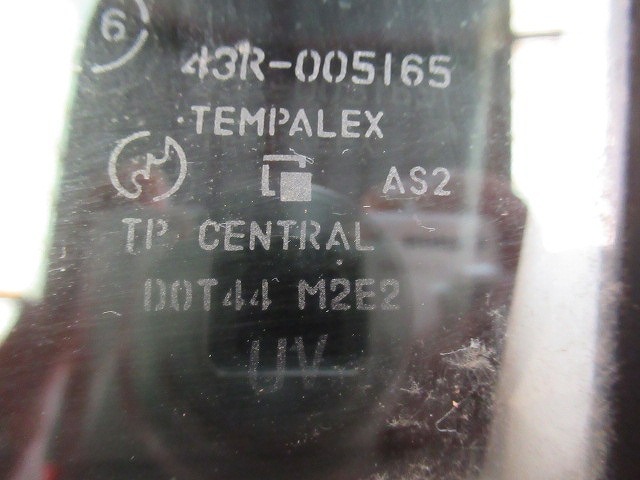 6
43R-005165
TEMPALEX
AS2
TP CENTRAL
DOT44 M2E2
UV